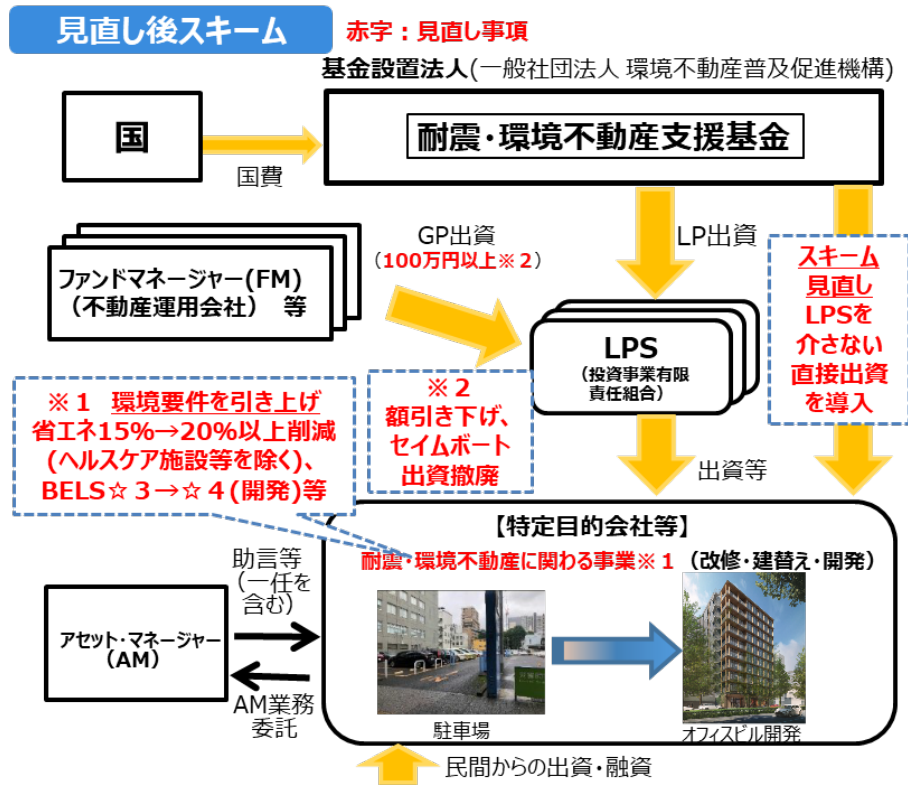 見直し後スキーム
赤字：見直し事項
基金設置法人(一般社団法人 環境不動産普及促進機構)
国
国費
耐震・環境不動産支援基金
ファンドマネージャー(FM)
（不動産運用会社） 等
GP出資
（100万円以上※２）
LP出資
スキーム
見直し
LPSを
介さない
直接出資
を導入
LPS
（投資事業有限
責任組合）
※１ 環境要件を引き上げ
省エネ15%→20%以上削減
(ヘルスケア施設等を除く)、
BELS☆３→☆４(開発)等
※２
額引き下げ、
セイムボート
出資撤廃
出資等
【特定目的会社等】
耐震・環境不動産に関わる事業※１（改修・建替え・開発）
助言等
（一任を
含む）
アセット・マネージャー
（AM）
AM業務
委託
駐車場
オフィスビル開発
民間からの出資・融資